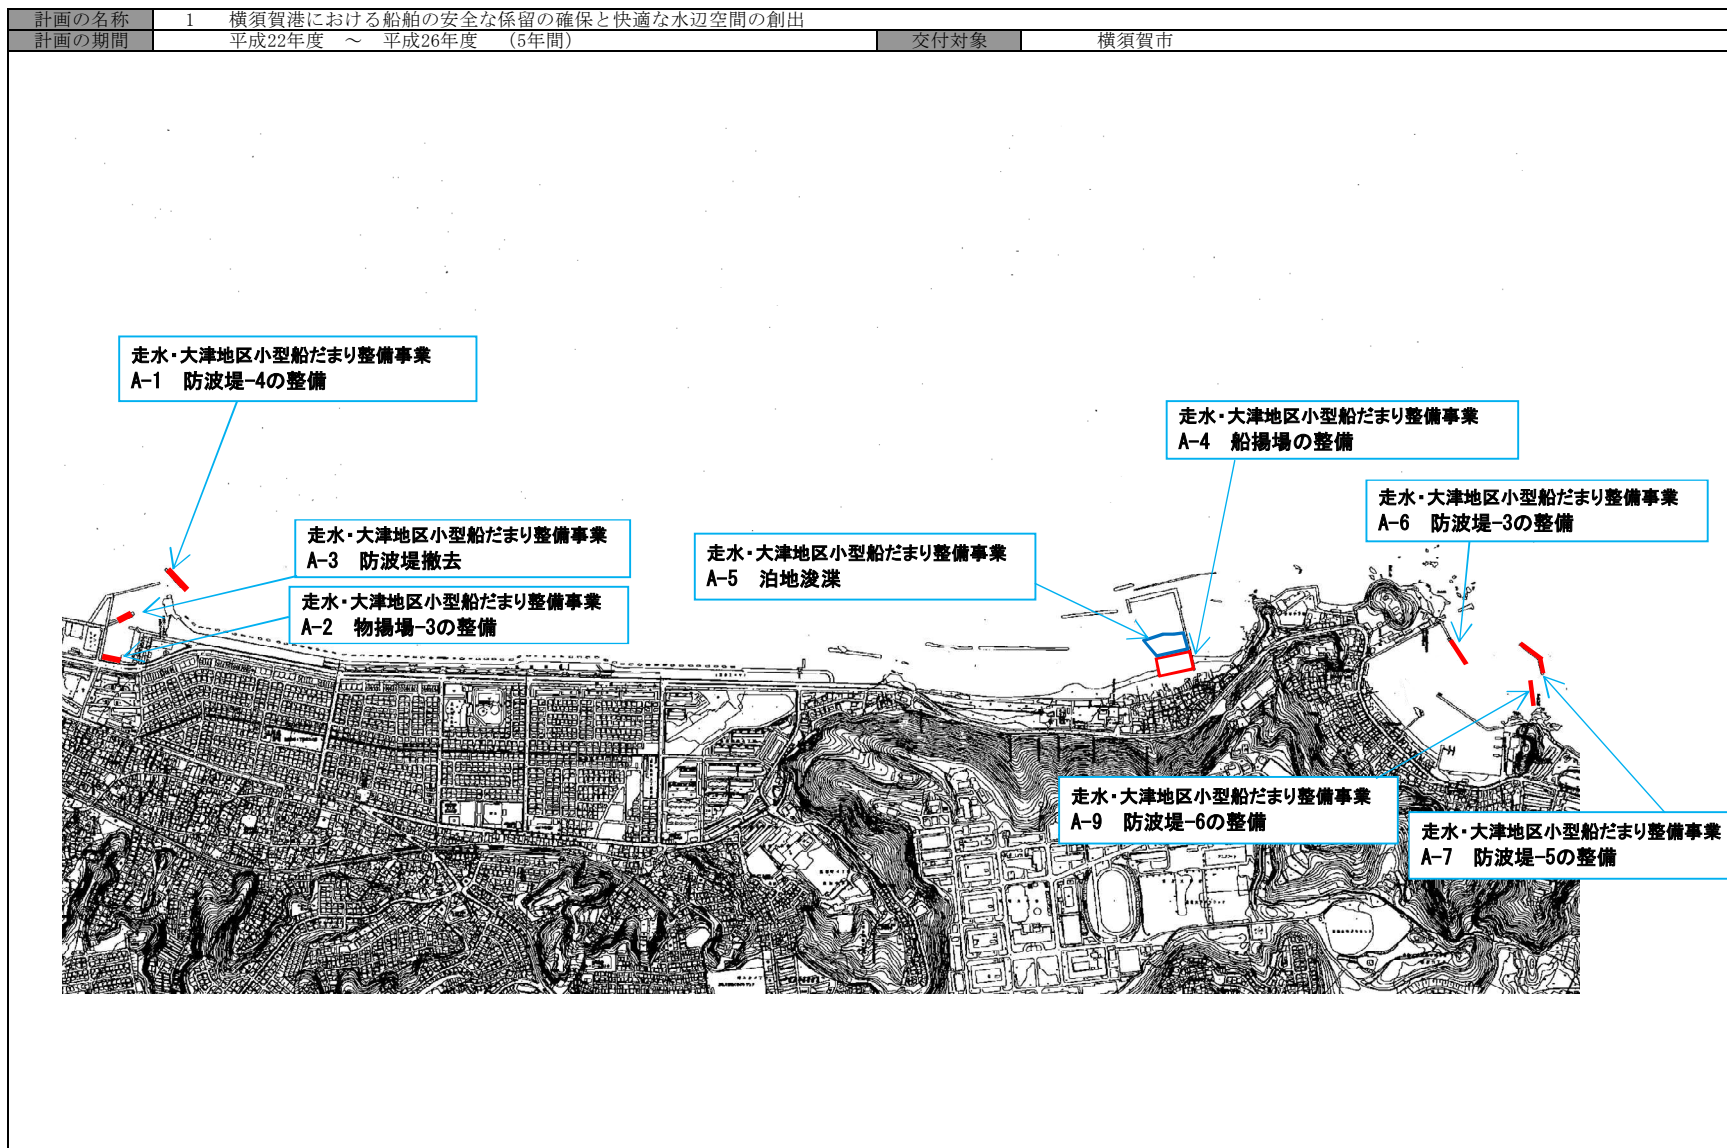 計画の名称 1 横須賀港における船舶の安全な係留の確保と快適な水辺空間の創出
計画の期間 平成22年度 ～ 平成26年度 (5年間) 交付対象 横須賀市
走水・大津地区小型船だまり整備事業
A-1 防波堤-4の整備
走水・大津地区小型船だまり整備事業
A-4 船揚場の整備
走水・大津地区小型船だまり整備事業
A-6 防波堤-3の整備
走水・大津地区小型船だまり整備事業
A-3 防波堤撤去
走水・大津地区小型船だまり整備事業
A-5 泊地浚渫
走水・大津地区小型船だまり整備事業
A-2 物揚場-3の整備
走水・大津地区小型船だまり整備事業
A-9 防波堤-6の整備
走水・大津地区小型船だまり整備事業
A-7 防波堤-5の整備